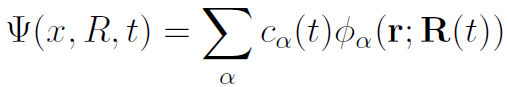 Ψ(x, R, t) = ∑_α c_α(t)ϕ_α(𝐫; 𝐑(t))